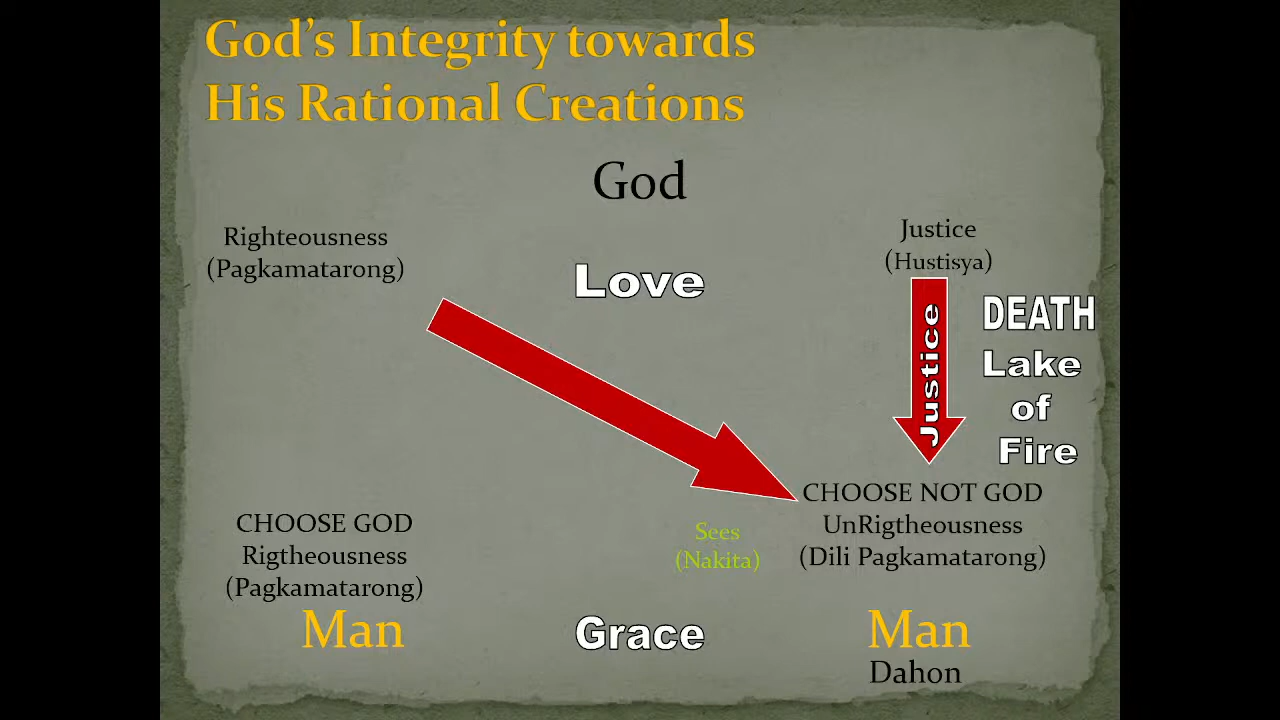 God's Integrity towards
His Rational Creations
God
Righteousness
(Pagkamatarong)
Love
Justice
(Hustisya)
Justice
DEATH
Lake
of
Fire
CHOOSE GOD
Rigtheousness
(Pagkamatarong)
Man
Sees
(Nakita)
Grace
CHOOSE NOT GOD
UnRigtheousness
(Dili Pagkamatarong)
Man
Dahon